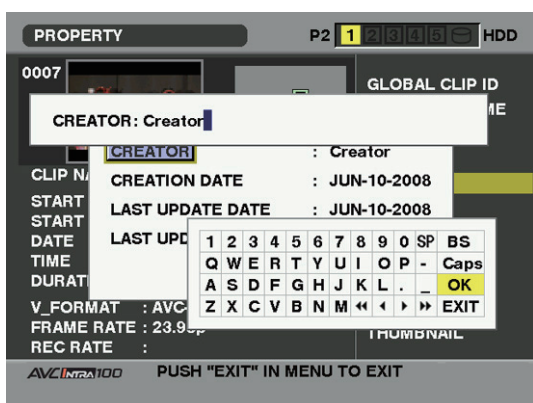 PROPERTY
P2 1 2 3 4 5 HDD
0007
GLOBAL CLIP ID
ME
CREATOR: Creator
CREATOR : Creator
CLIP NA
CREATION DATE : JUN-10-2008
START
LAST UPDATE DATE : JUN-10-2008
START
DATE
LAST UPD
1 2 3 4 5 6 7 8 9 0 SP BS
TIME
Q W E R T Y U I O P - Caps
DURATI
A S D F G H J K L . _ OK
Z X C V B N M ◂◂ ◂ ▸ ▸▸ EXIT
V_FORMAT : AVC-
FRAME RATE : 23.98p
THUMBNAIL
REC RATE :
AVC INTRA 100 PUSH "EXIT" IN MENU TO EXIT